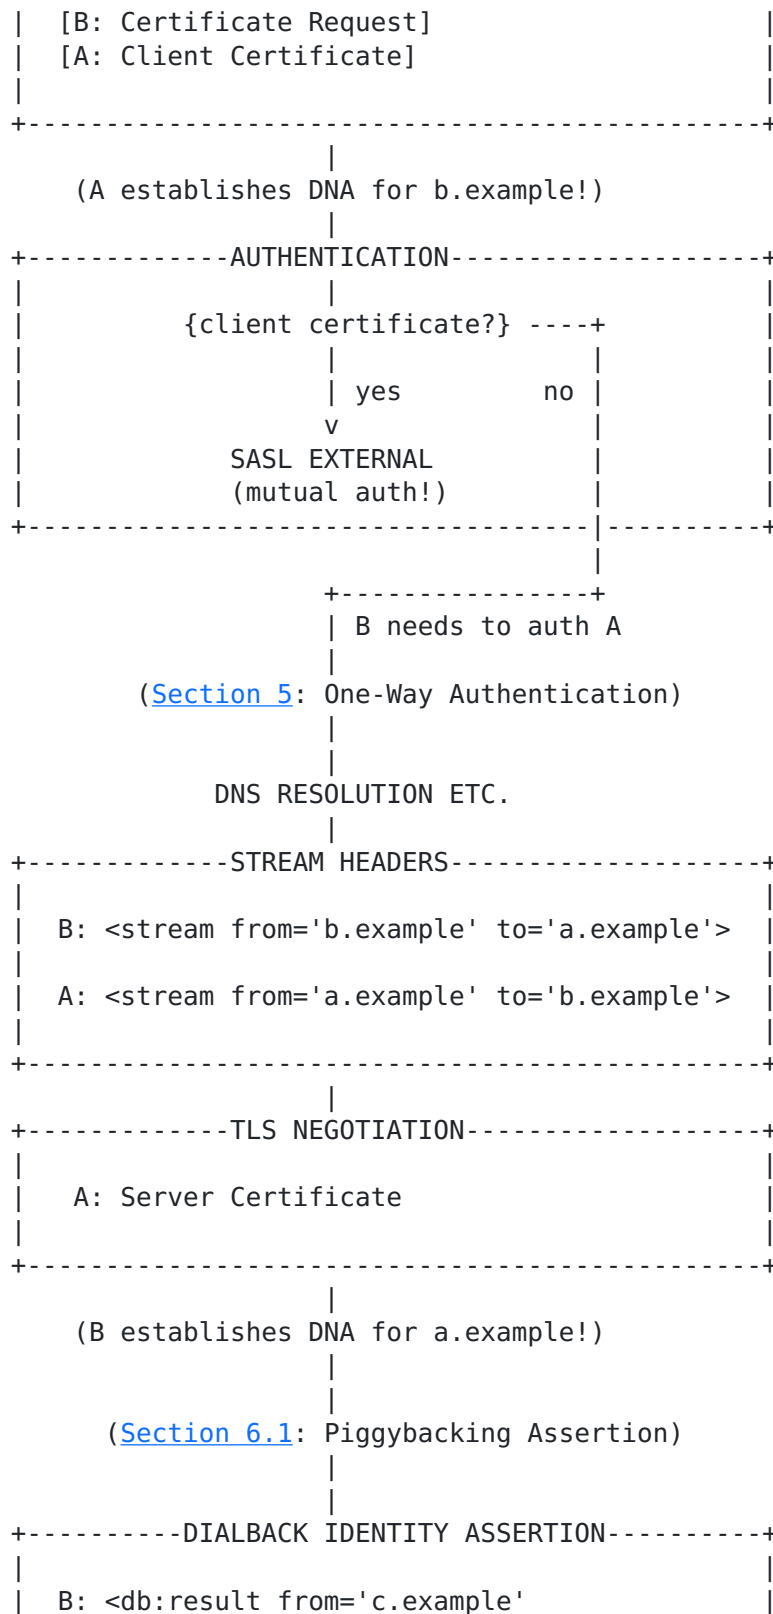 |  [B: Certificate Request]                     |
|  [A: Client Certificate]                      |
|                                               |
+-----------------------------------------------+
                    |
    (A establishes DNA for b.example!)
                    |
+-------------AUTHENTICATION--------------------+
|                   |                           |
|          {client certificate?} ----+          |
|                   |                |          |
|                   | yes         no |          |
|                   v                |          |
|             SASL EXTERNAL          |          |
|             (mutual auth!)         |          |
+------------------------------------|----------+
                                     |
                    +----------------+
                    | B needs to auth A
                    |
        (Section 5: One-Way Authentication)
                    |
                    |
             DNS RESOLUTION ETC.
                    |
+-------------STREAM HEADERS--------------------+
|                                               |
|  B: <stream from='b.example' to='a.example'>  |
|                                               |
|  A: <stream from='a.example' to='b.example'>  |
|                                               |
+-----------------------------------------------+
                    |
+-------------TLS NEGOTIATION-------------------+
|                                               |
|   A: Server Certificate                       |
|                                               |
+-----------------------------------------------+
                    |
    (B establishes DNA for a.example!)
                    |
                    |
      (Section 6.1: Piggybacking Assertion)
                    |
                    |
+----------DIALBACK IDENTITY ASSERTION----------+
|                                               |
|  B: <db:result from='c.example'               |